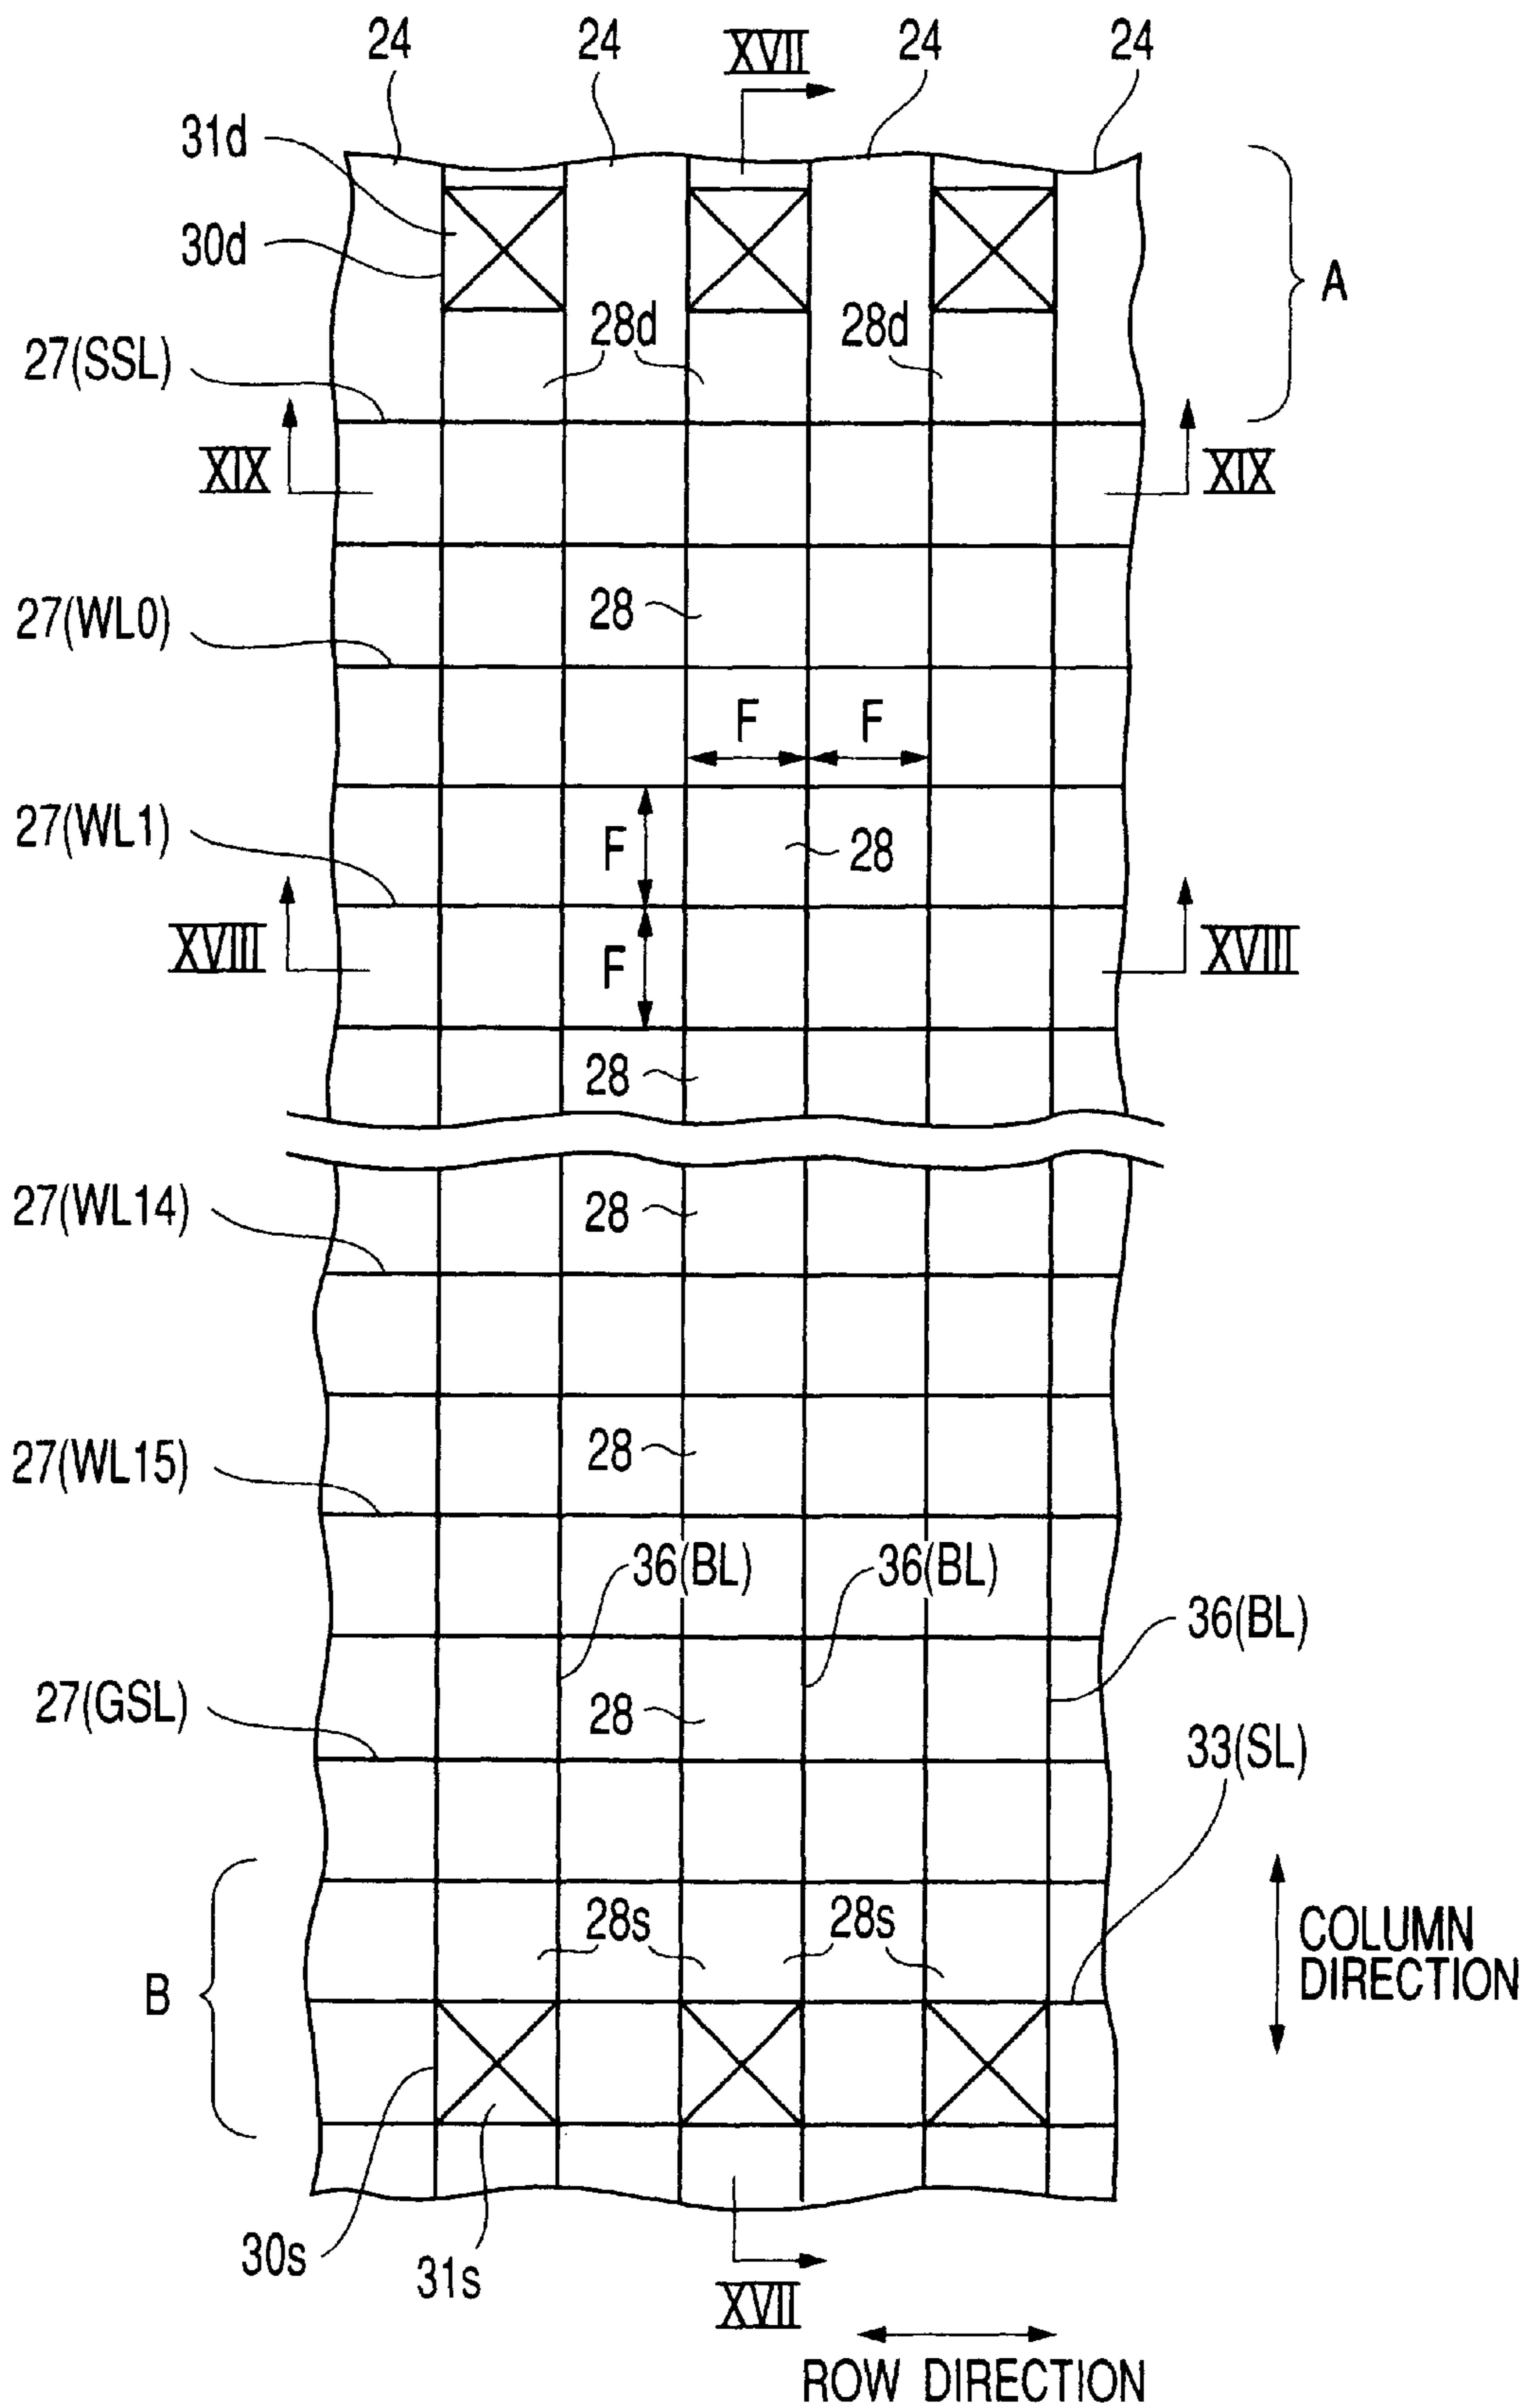 24
24
XVII
24
24
31d
30d
A
28d
28d
27(SSL)
XIX
XIX
28
27(WL0)
F
F
27(WL1)
F
28
XVIII
F
XVIII
28
27(WL14)
28
27(WL15)
28
36(BL)
36(BL)
36(BL)
27(GSL)
28
33(SL)
28s
28s
B
COLUMN
DIRECTION
30s
31s
XVII
ROW DIRECTION